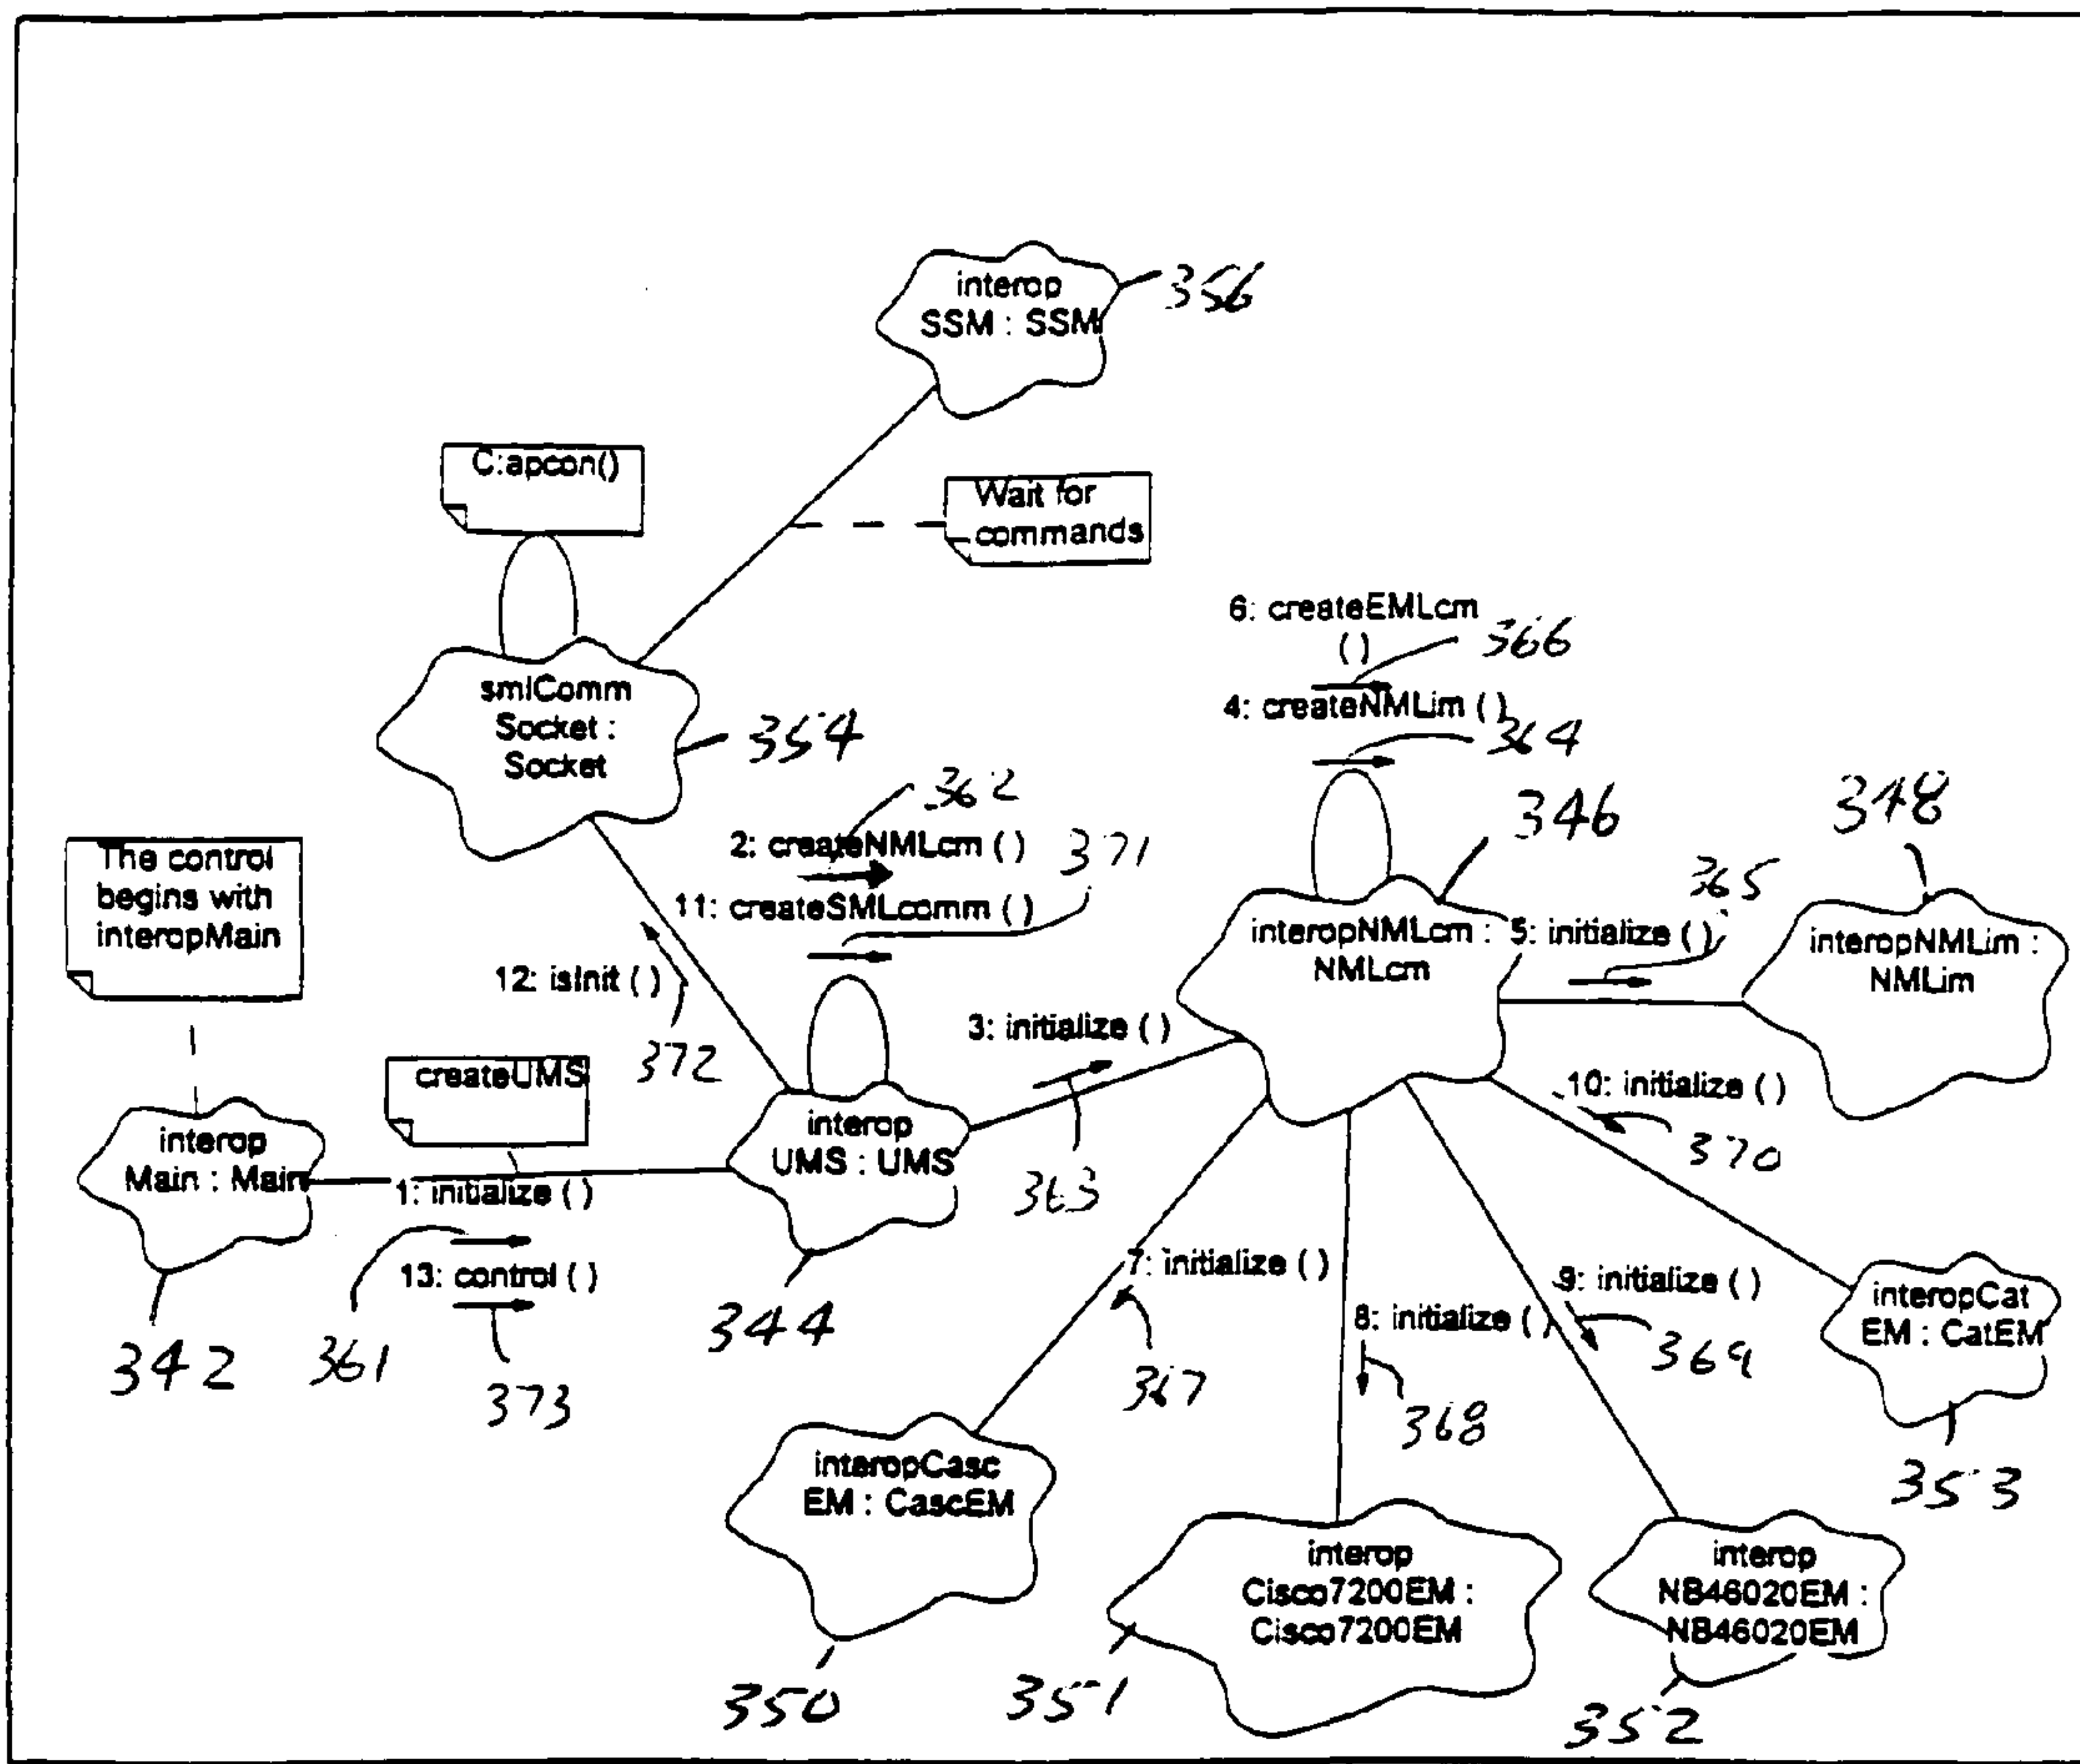 interop
SSM : SSM
356
C:apcon()
Wait for
commands
6: createEMLcm
( )
366
4: createNMLim ( )
364
smlComm
Socket :
Socket
354
362
2: createNMLcm ( )
371
11: createSMLcomm ( )
346
348
365
The control
begins with
interopMain
interopNMLcm :
NMLcm
5: initialize ( )
interopNMLim :
NMLim
12: isInit ( )
372
3: initialize ( )
363
createUMS
10: initialize ( )
370
interop
Main : Main
342
1: initialize ( )
361
13: control ( )
373
interop
UMS : UMS
344
7: initialize ( )
367
8: initialize ( )
368
9: initialize ( )
369
interopCat
EM : CatEM
353
interopCasc
EM : CascEM
350
interop
Cisco7200EM :
Cisco7200EM
351
interop
NB46020EM :
NB46020EM
352